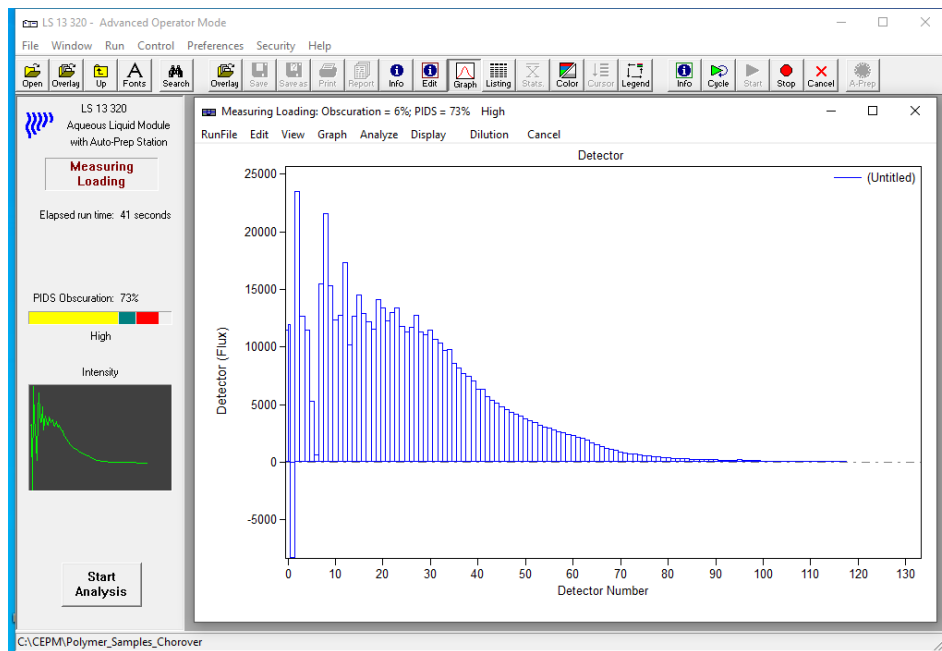 LS 13 320 - Advanced Operator Mode
File Window Run Control Preferences Security Help
Open Overlay Up Fonts Search Overlay Save Save as Print Report Info Edit Graph Listing Stats. Color Cursor Legend Info Cycle Start Stop Cancel A-Prep
LS 13 320
Aqueous Liquid Module
with Auto-Prep Station
Measuring
Loading
Elapsed run time: 41 seconds
PIDS Obscuration: 73%
High
Intensity
Start
Analysis
Measuring Loading: Obscuration = 6%; PIDS = 73% High
RunFile Edit View Graph Analyze Display Dilution Cancel
Detector
(Untitled)
25000
20000
15000
10000
5000
0
-5000
Detector (Flux)
0 10 20 30 40 50 60 70 80 90 100 110 120 130
Detector Number
C:\CEPM\Polymer_Samples_Chorover